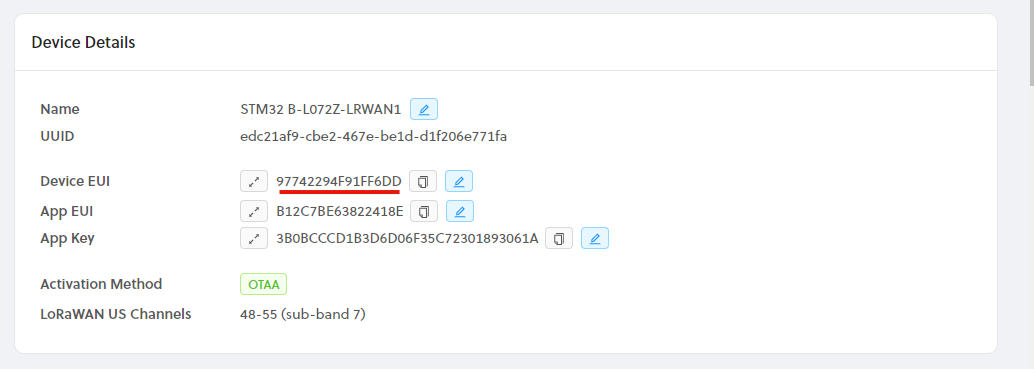 Device Details
Name STM32 B-L072Z-LRWAN1
UUID edc21af9-cbe2-467e-be1d-d1f206e771fa
Device EUI 97742294F91FF6DD
App EUI B12C7BE63822418E
App Key 3B0BCCCD1B3D6D06F35C72301893061A
Activation Method OTAA
LoRaWAN US Channels 48-55 (sub-band 7)